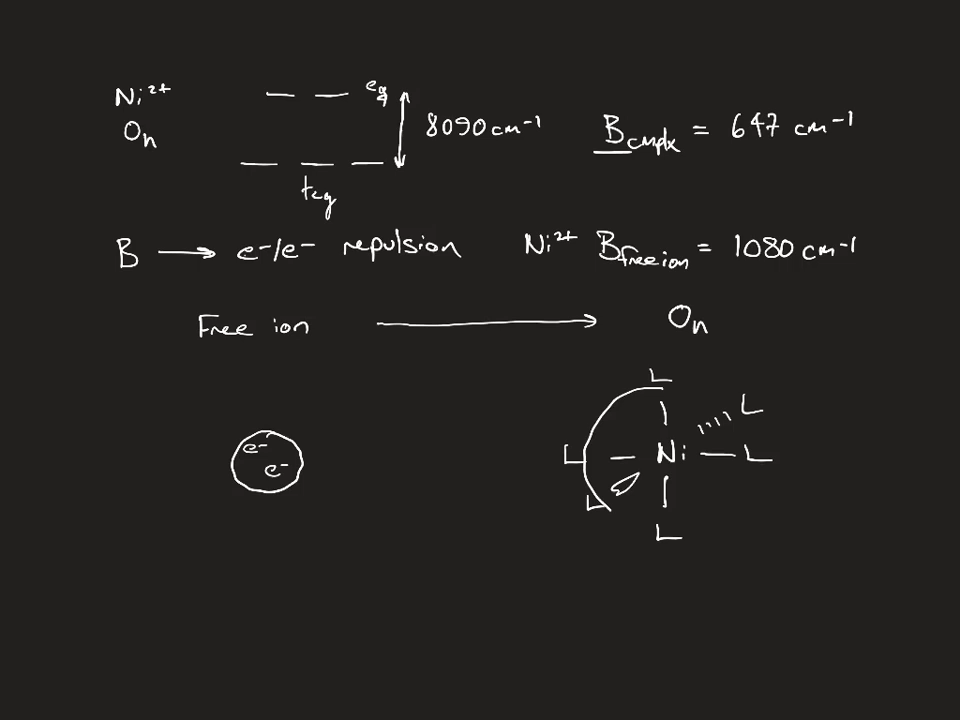 Ni²⁺ eg
Oh 8090 cm⁻¹ Bcmplx = 647 cm⁻¹
t₂g
B → e⁻/e⁻ repulsion Ni²⁺ Bfree ion = 1080 cm⁻¹
Free ion → Oh
L
L
e⁻ L Ni L
e⁻
L
L